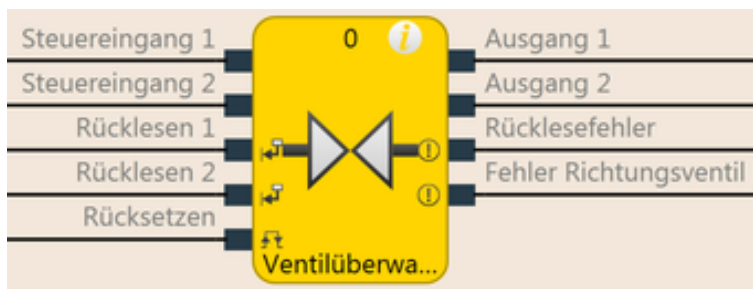 Steuereingang 1
Steuereingang 2
Rücklesen 1
Rücklesen 2
Rücksetzen
0
i
Ventilüberwa...
Ausgang 1
Ausgang 2
Rücklesefehler
Fehler Richtungsventil